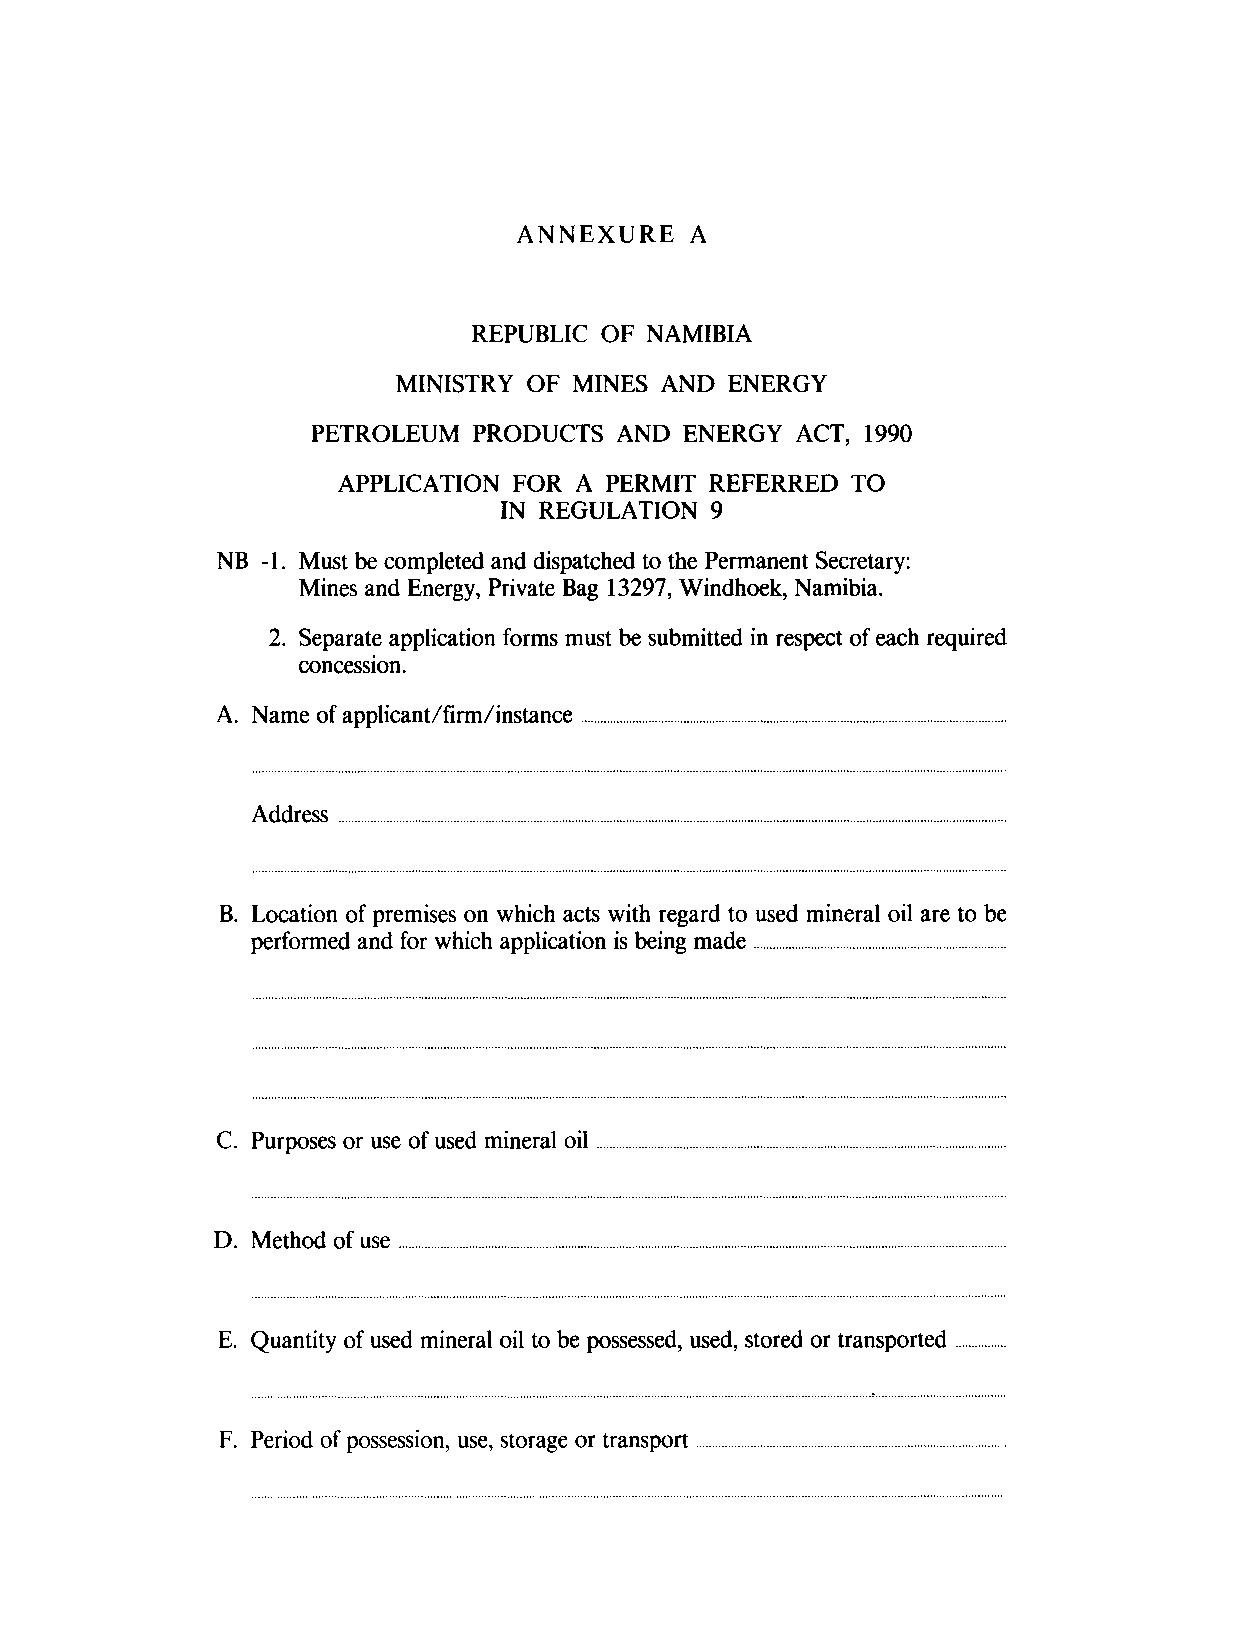 ANNEXURE A
REPUBLIC OF NAMIBIA
MINISTRY OF MINES AND ENERGY
PETROLEUM PRODUCTS AND ENERGY ACT, 1990
APPLICATION FOR A PERMIT REFERRED TO
IN REGULATION 9
NB -1. Must be completed and dispatched to the Permanent Secretary:
Mines and Energy, Private Bag 13297, Windhoek, Namibia.
2. Separate application forms must be submitted in respect of each required
concession.
A. Name of applicant/firm/instance
Address
B. Location of premises on which acts with regard to used mineral oil are to be
performed and for which application is being made
C. Purposes or use of used mineral oil
D. Method of use
E. Quantity of used mineral oil to be possessed, used, stored or transported
F. Period of possession, use, storage or transport